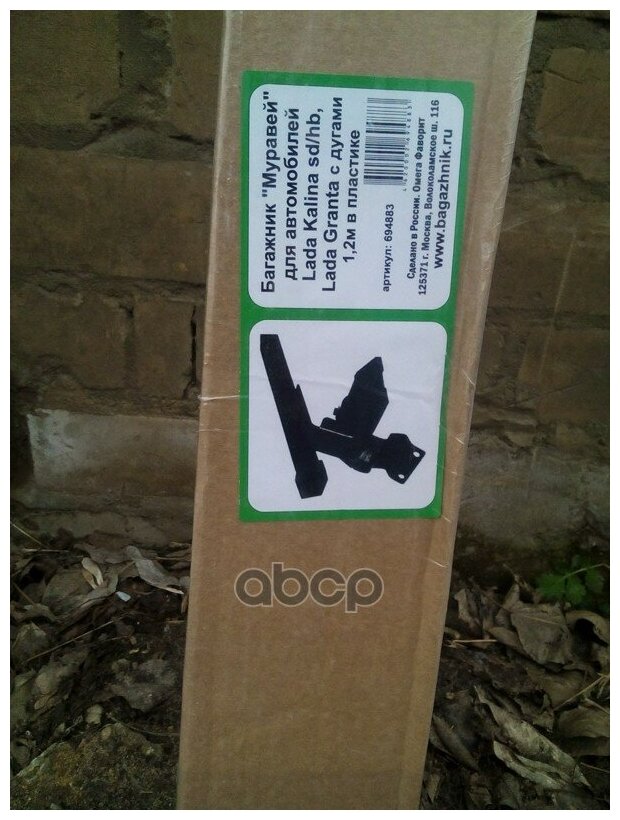 Багажник "Муравей"
для автомобилей
Lada Kalina sd/hb,
Lada Granta с дугами
1,2м в пластике
артикул: 694883
Сделано в России. Омега Фаворит
125371 г. Москва, Волоколамское ш. 116
www.bagazhnik.ru
abcp